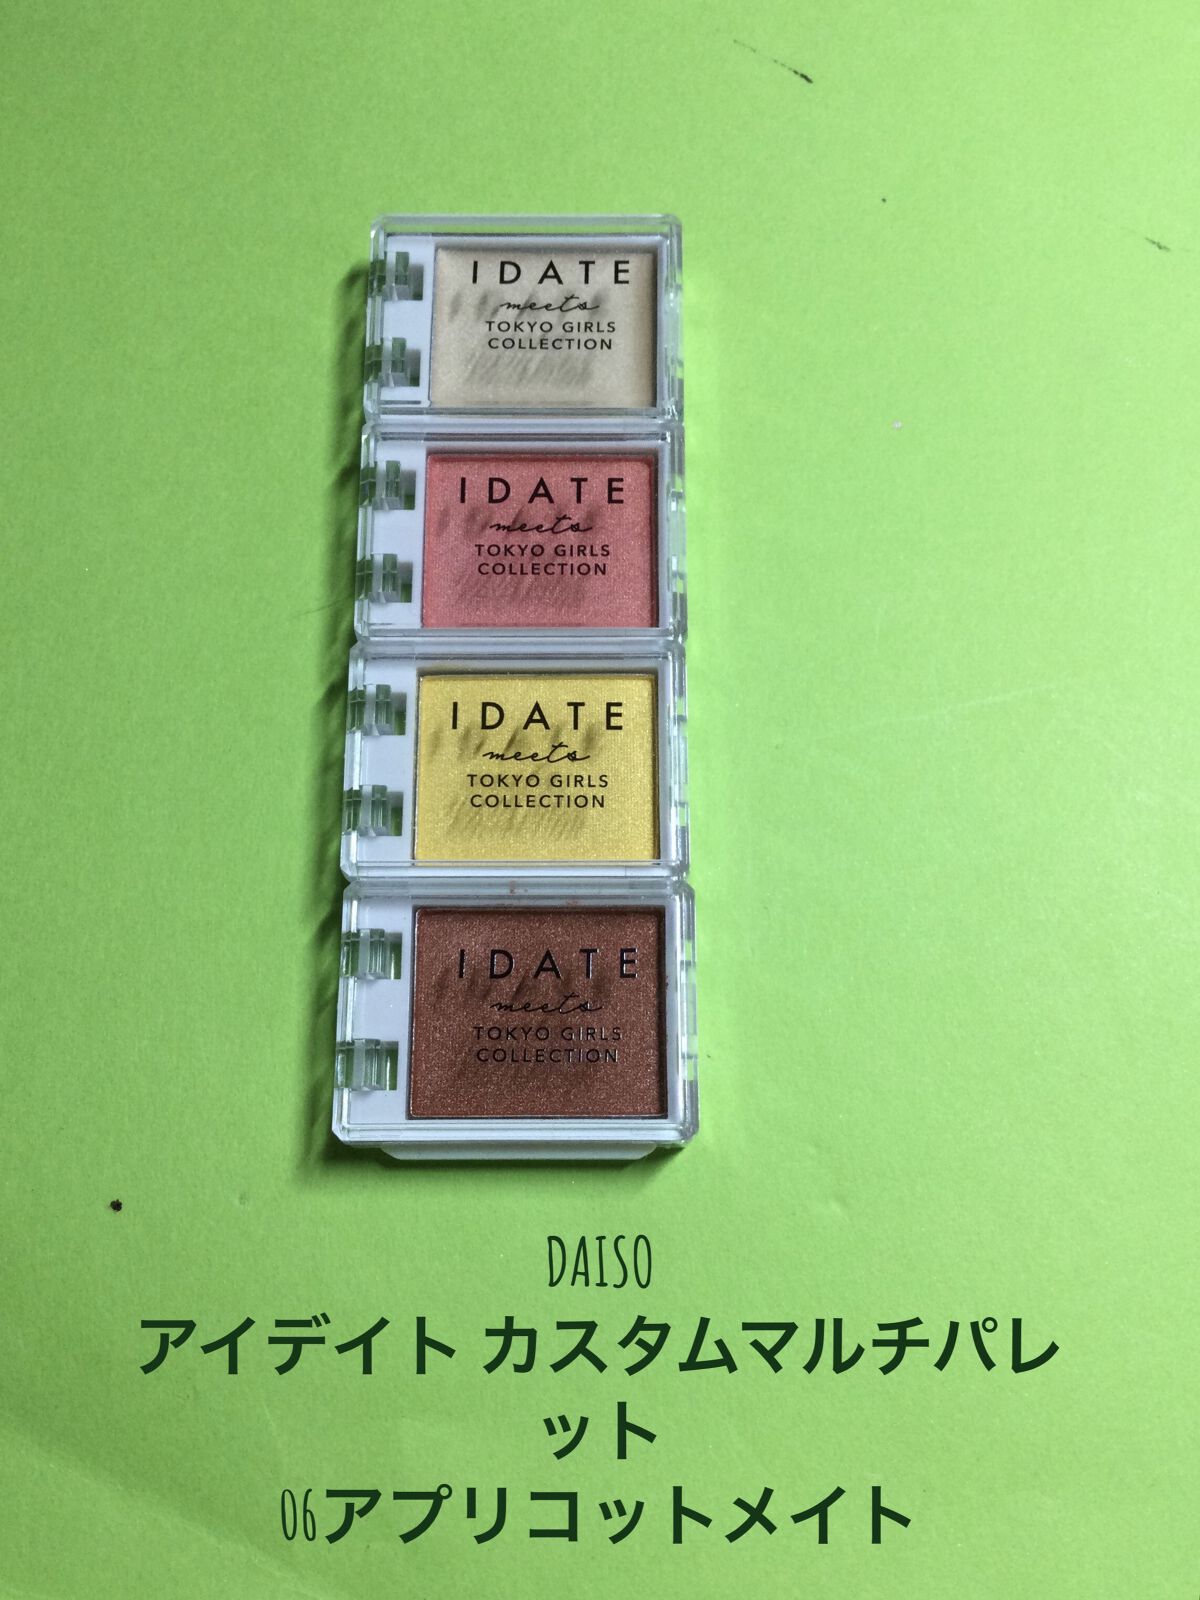 IDATE
meets
TOKYO GIRLS
COLLECTION
IDATE
meets
TOKYO GIRLS
COLLECTION
IDATE
meets
TOKYO GIRLS
COLLECTION
IDATE
meets
TOKYO GIRLS
COLLECTION
DAISO
アイデイト カスタムマルチパレ
ット
06アプリコットメイト